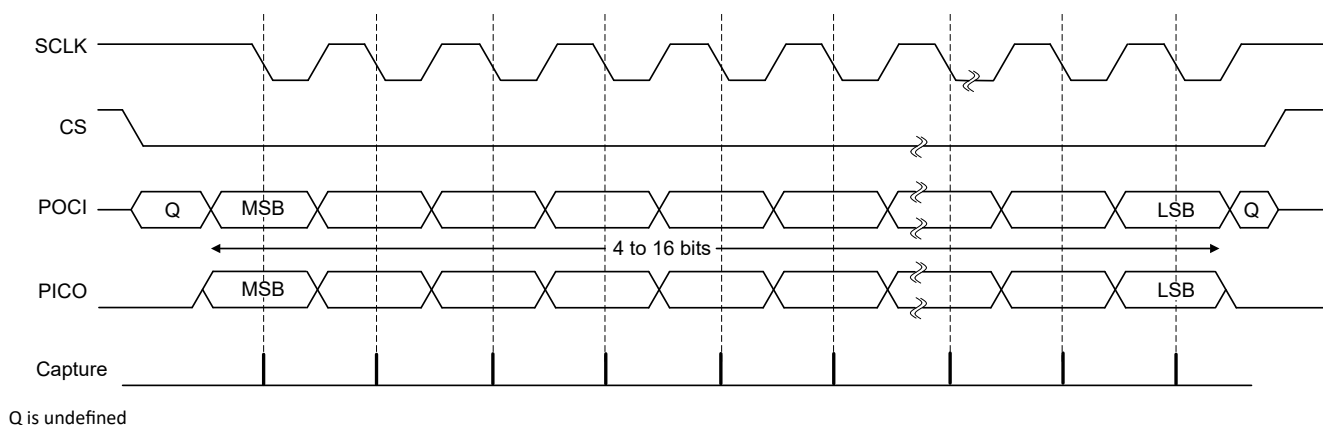 SCLK
CS
POCI Q MSB LSB Q
4 to 16 bits
PICO MSB LSB
Capture
Q is undefined